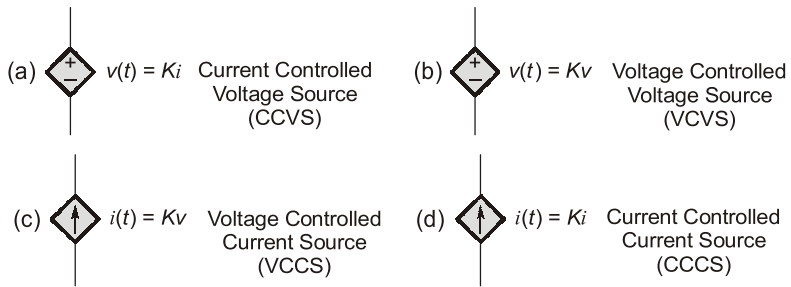 (a) + − v(t) = Ki Current Controlled
Voltage Source
(CCVS)
(b) + − v(t) = Kv Voltage Controlled
Voltage Source
(VCVS)
(c) i(t) = Kv Voltage Controlled
Current Source
(VCCS)
(d) i(t) = Ki Current Controlled
Current Source
(CCCS)